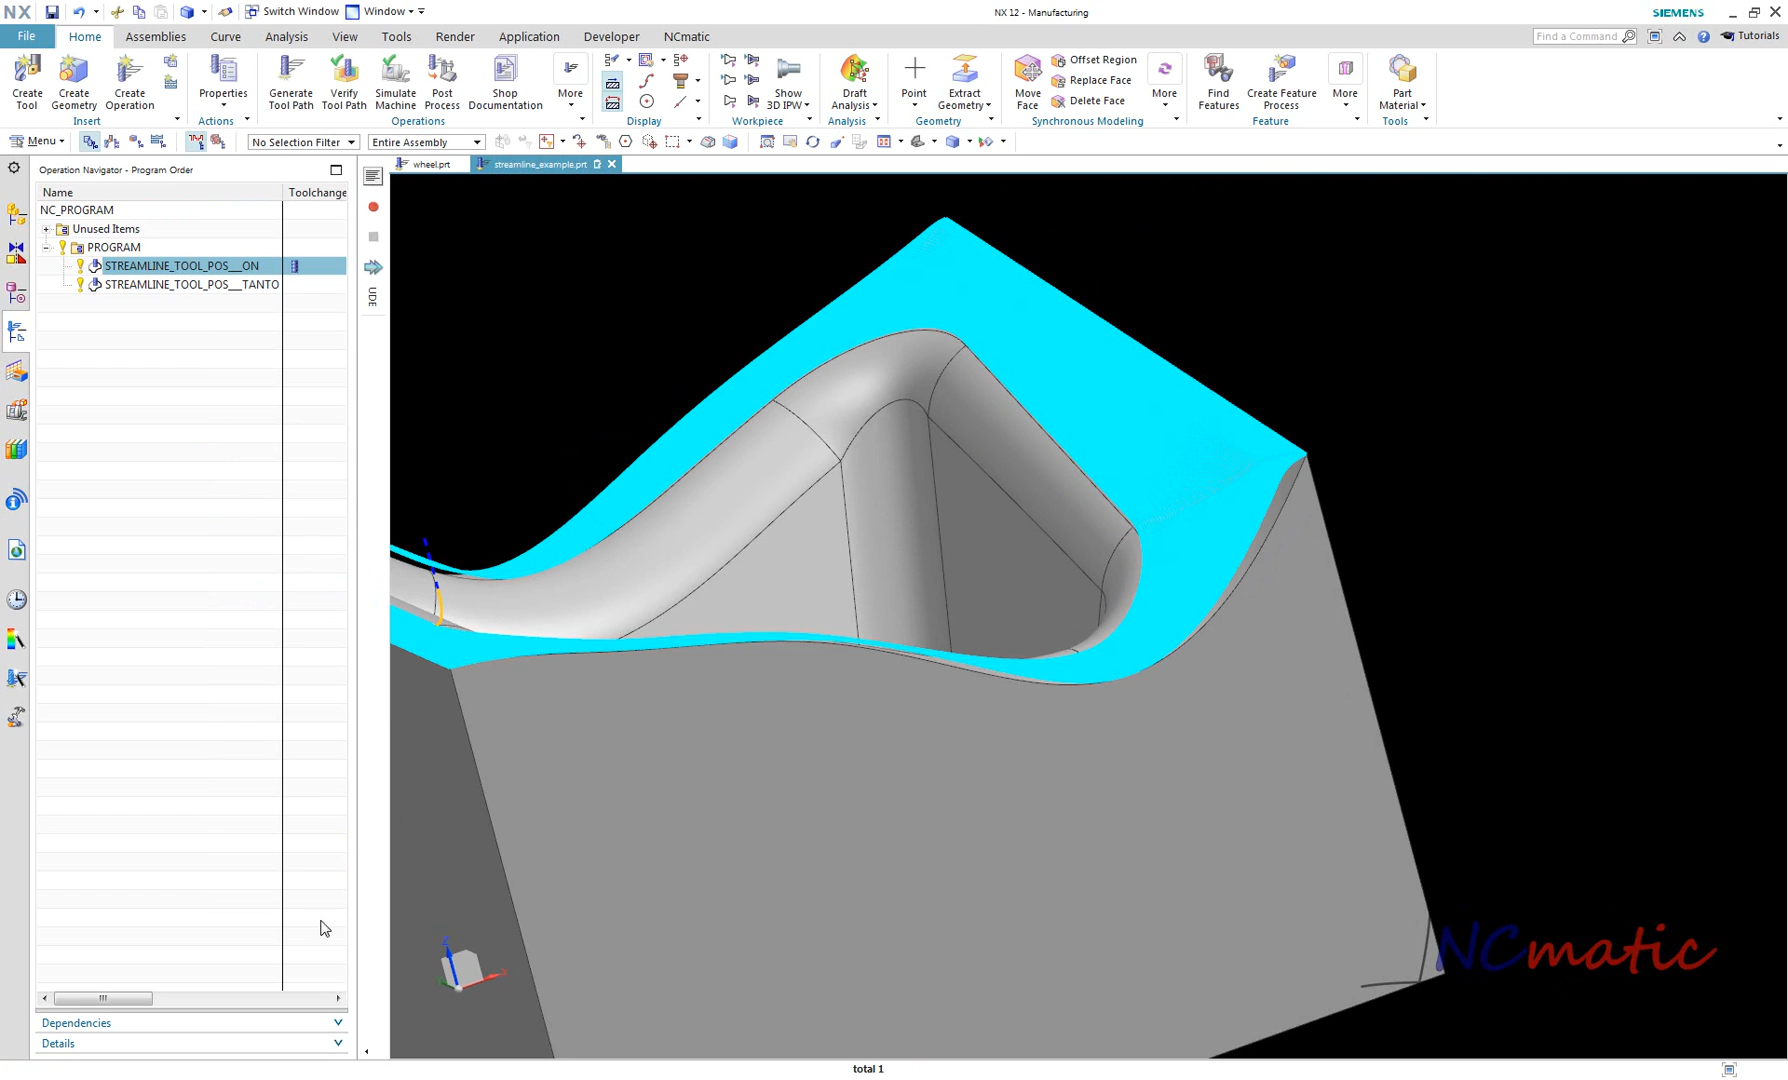 NX
Switch Window
Window
NX 12 - Manufacturing
SIEMENS
File
Home
Assemblies
Curve
Analysis
View
Tools
Render
Application
Developer
NCmatic
Find a Command
Tutorials
Create Tool
Create Geometry
Create Operation
Properties
Generate Tool Path
Verify Tool Path
Simulate Machine
Post Process
Shop Documentation
More
Show 3D IPW
Draft Analysis
Point
Extract Geometry
Move Face
Offset Region
Replace Face
Delete Face
More
Find Features
Create Feature Process
More
Part Material
Insert
Actions
Operations
Display
Workpiece
Analysis
Geometry
Synchronous Modeling
Feature
Tools
Menu
No Selection Filter
Entire Assembly
Operation Navigator - Program Order
wheel.prt
streamline_example.prt
Name
Toolchange
NC_PROGRAM
Unused Items
PROGRAM
STREAMLINE_TOOL_POS__ON
STREAMLINE_TOOL_POS__TANTO
UDE
NCmatic
Dependencies
Details
total 1